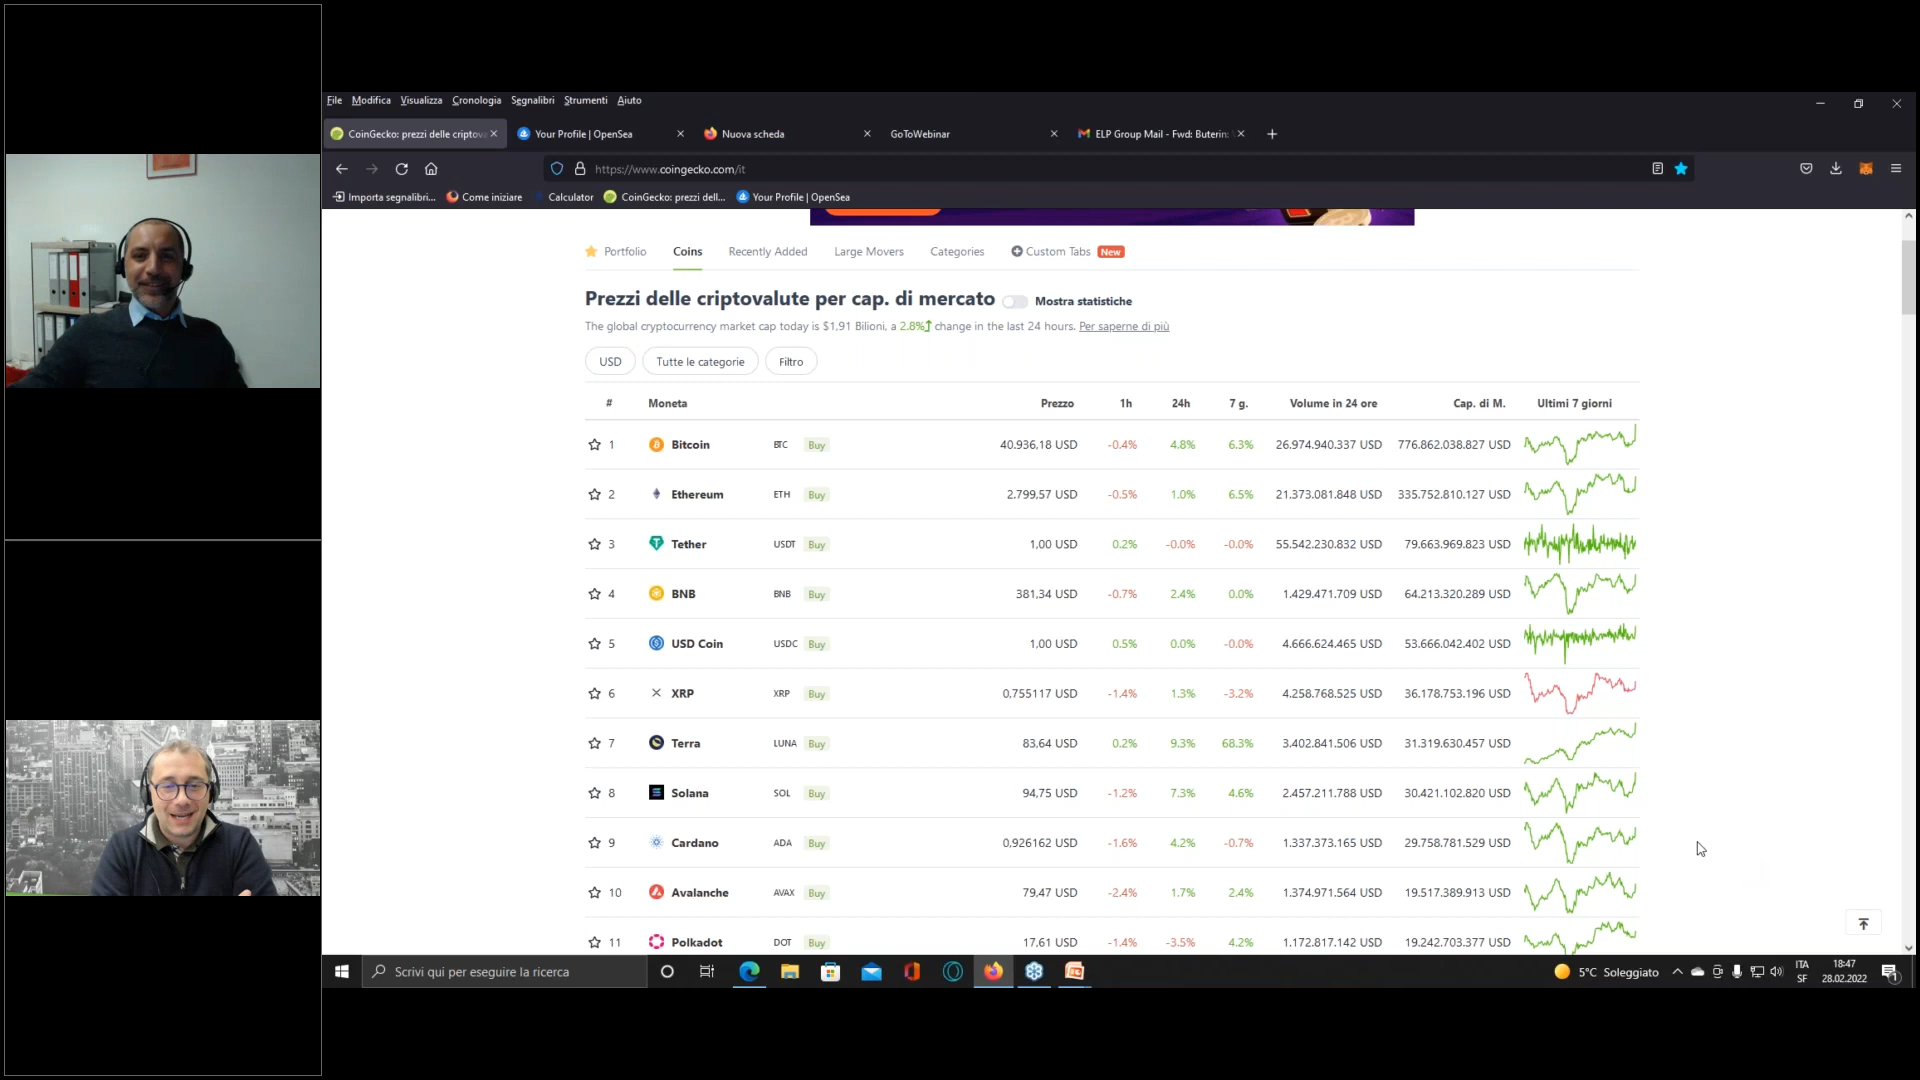 File Modifica Visualizza Cronologia Segnalibri Strumenti Aiuto
CoinGecko: prezzi delle criptova Your Profile | OpenSea Nuova scheda GoToWebinar ELP Group Mail - Fwd: Buterin:
https://www.coingecko.com/it
Importa segnalibri... Come iniziare Calculator CoinGecko: prezzi dell... Your Profile | OpenSea
Portfolio Coins Recently Added Large Movers Categories Custom Tabs New
Prezzi delle criptovalute per cap. di mercato Mostra statistiche
The global cryptocurrency market cap today is $1,91 Bilioni, a 2.8% change in the last 24 hours. Per saperne di più
USD Tutte le categorie Filtro
# Moneta Prezzo 1h 24h 7 g. Volume in 24 ore Cap. di M. Ultimi 7 giorni
1 Bitcoin BTC Buy 40.936,18 USD -0.4% 4.8% 6.3% 26.974.940.337 USD 776.862.038.827 USD
2 Ethereum ETH Buy 2.799,57 USD -0.5% 1.0% 6.5% 21.373.081.848 USD 335.752.810.127 USD
3 Tether USDT Buy 1,00 USD 0.2% -0.0% -0.0% 55.542.230.832 USD 79.663.969.823 USD
4 BNB BNB Buy 381,34 USD -0.7% 2.4% 0.0% 1.429.471.709 USD 64.213.320.289 USD
5 USD Coin USDC Buy 1,00 USD 0.5% 0.0% -0.0% 4.666.624.465 USD 53.666.042.402 USD
6 XRP XRP Buy 0,755117 USD -1.4% 1.3% -3.2% 4.258.768.525 USD 36.178.753.196 USD
7 Terra LUNA Buy 83,64 USD 0.2% 9.3% 68.3% 3.402.841.506 USD 31.319.630.457 USD
8 Solana SOL Buy 94,75 USD -1.2% 7.3% 4.6% 2.457.211.788 USD 30.421.102.820 USD
9 Cardano ADA Buy 0,926162 USD -1.6% 4.2% -0.7% 1.337.373.165 USD 29.758.781.529 USD
10 Avalanche AVAX Buy 79,47 USD -2.4% 1.7% 2.4% 1.374.971.564 USD 19.517.389.913 USD
11 Polkadot DOT Buy 17,61 USD -1.4% -3.5% 4.2% 1.172.817.142 USD 19.242.703.377 USD
Scrivi qui per eseguire la ricerca 5°C Soleggiato ITA 18:47
SF 28.02.2022 1